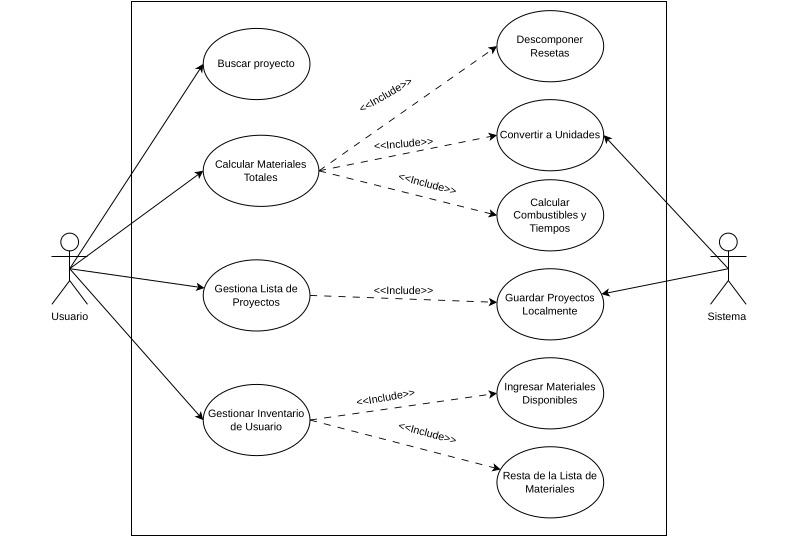 Buscar proyecto
Descomponer
Resetas
<<Include>>
Calcular Materiales
Totales
<<Include>>
Convertir a Unidades
<<Include>>
Calcular
Combustibles y
Tiempos
Usuario
Gestiona Lista de
Proyectos
<<Include>>
Guardar Proyectos
Localmente
Sistema
Gestionar Inventario
de Usuario
<<Include>>
Ingresar Materiales
Disponibles
<<Include>>
Resta de la Lista de
Materiales